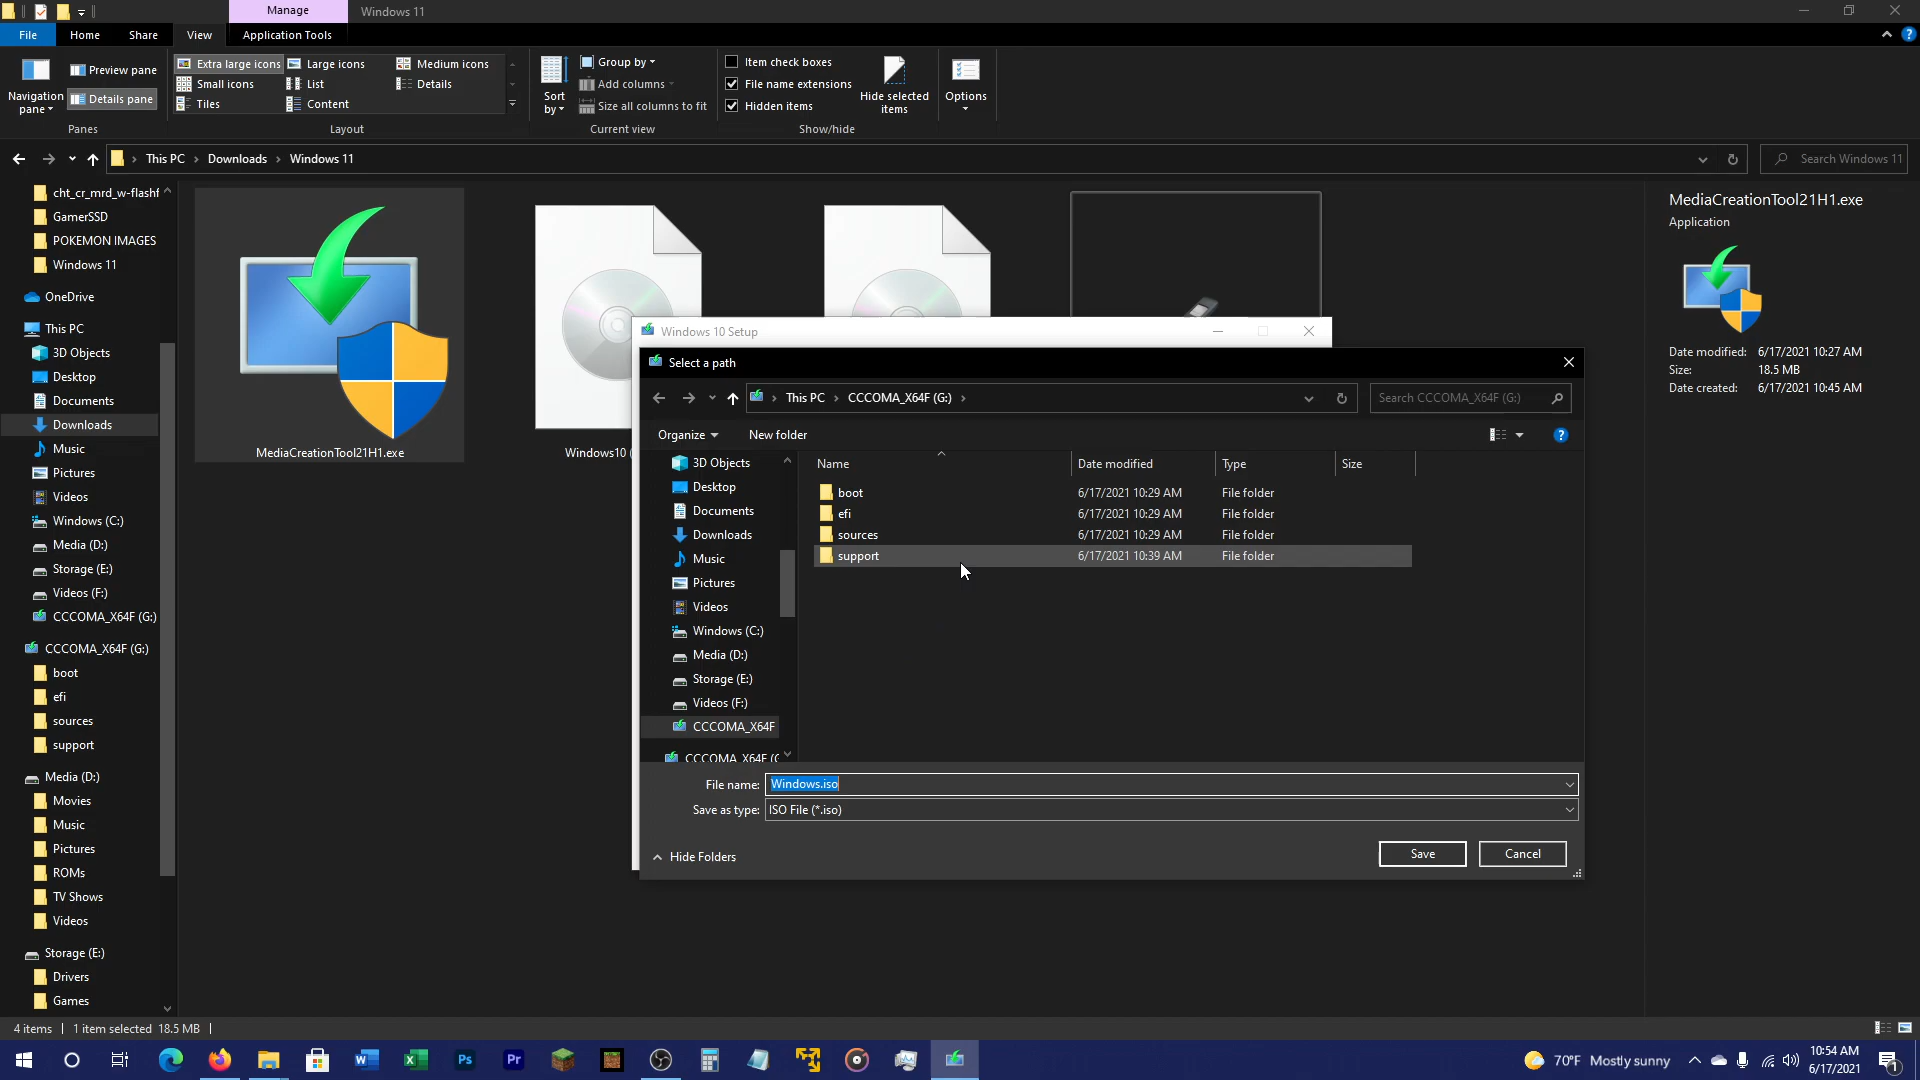 Manage
Windows 11
File
Home
Share
View
Application Tools
Navigation pane
Preview pane
Details pane
Panes
Extra large icons
Large icons
Medium icons
Small icons
List
Details
Tiles
Content
Layout
Sort by
Group by
Add columns
Size all columns to fit
Current view
Item check boxes
File name extensions
Hidden items
Hide selected items
Show/hide
Options
This PC
Downloads
Windows 11
Search Windows 11
cht_cr_mrd_w-flashf
GamerSSD
POKEMON IMAGES
Windows 11
OneDrive
This PC
3D Objects
Desktop
Documents
Downloads
Music
Pictures
Videos
Windows (C:)
Media (D:)
Storage (E:)
Videos (F:)
CCCOMA_X64F (G:)
CCCOMA_X64F (G:)
boot
efi
sources
support
Media (D:)
Movies
Music
Pictures
ROMs
TV Shows
Videos
Storage (E:)
Drivers
Games
MediaCreationTool21H1.exe
Windows10 (
Windows 10 Setup
Select a path
This PC
CCCOMA_X64F (G:)
Search CCCOMA_X64F (G:)
Organize
New folder
3D Objects
Desktop
Documents
Downloads
Music
Pictures
Videos
Windows (C:)
Media (D:)
Storage (E:)
Videos (F:)
CCCOMA_X64F
CCCOMA_X64F (G
Name
Date modified
Type
Size
boot 6/17/2021 10:29 AM File folder
efi 6/17/2021 10:29 AM File folder
sources 6/17/2021 10:29 AM File folder
support 6/17/2021 10:39 AM File folder
File name: Windows.iso
Save as type: ISO File (*.iso)
Hide Folders
Save
Cancel
MediaCreationTool21H1.exe
Application
Date modified: 6/17/2021 10:27 AM
Size: 18.5 MB
Date created: 6/17/2021 10:45 AM
4 items
1 item selected 18.5 MB
W
X
Ps
Pr
70°F Mostly sunny
10:54 AM
6/17/2021
1